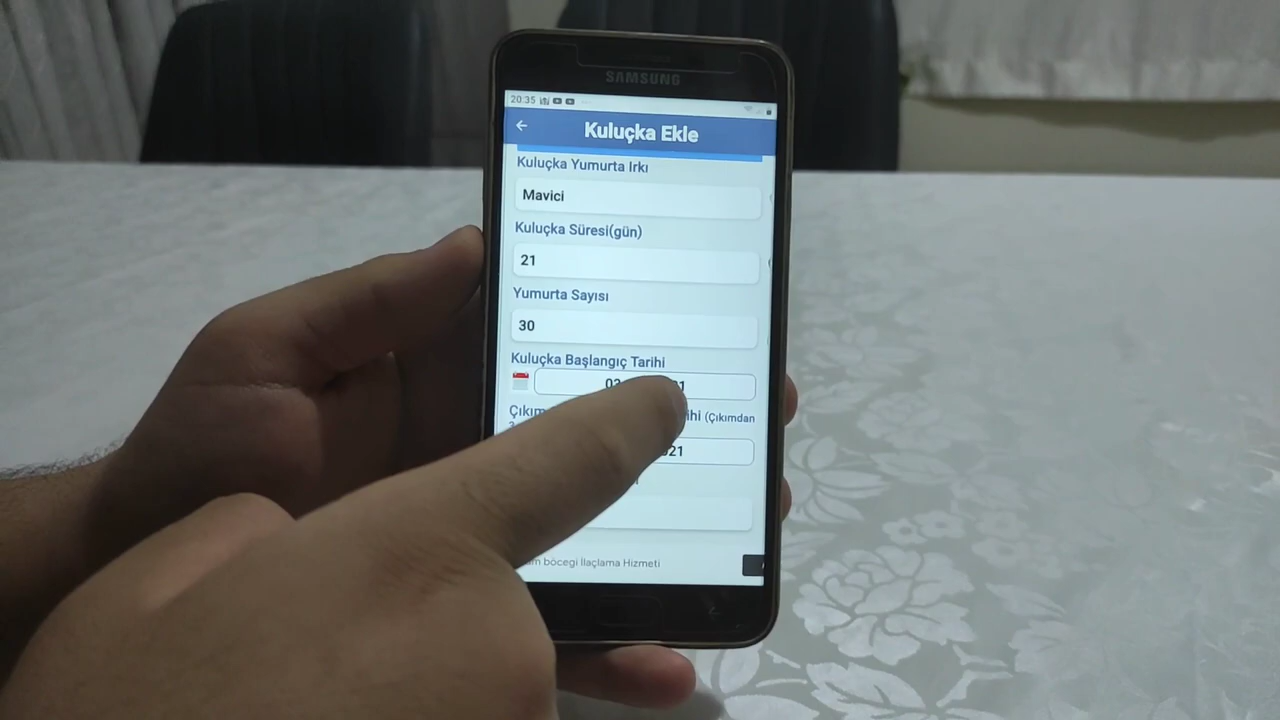 SAMSUNG
20:35
Kuluçka Ekle
Kuluçka Yumurta Irkı
Mavici
Kuluçka Süresi(gün)
21
Yumurta Sayısı
30
Kuluçka Başlangıç Tarihi
(Çıkımdan
böcegi İlaçlama Hizmeti